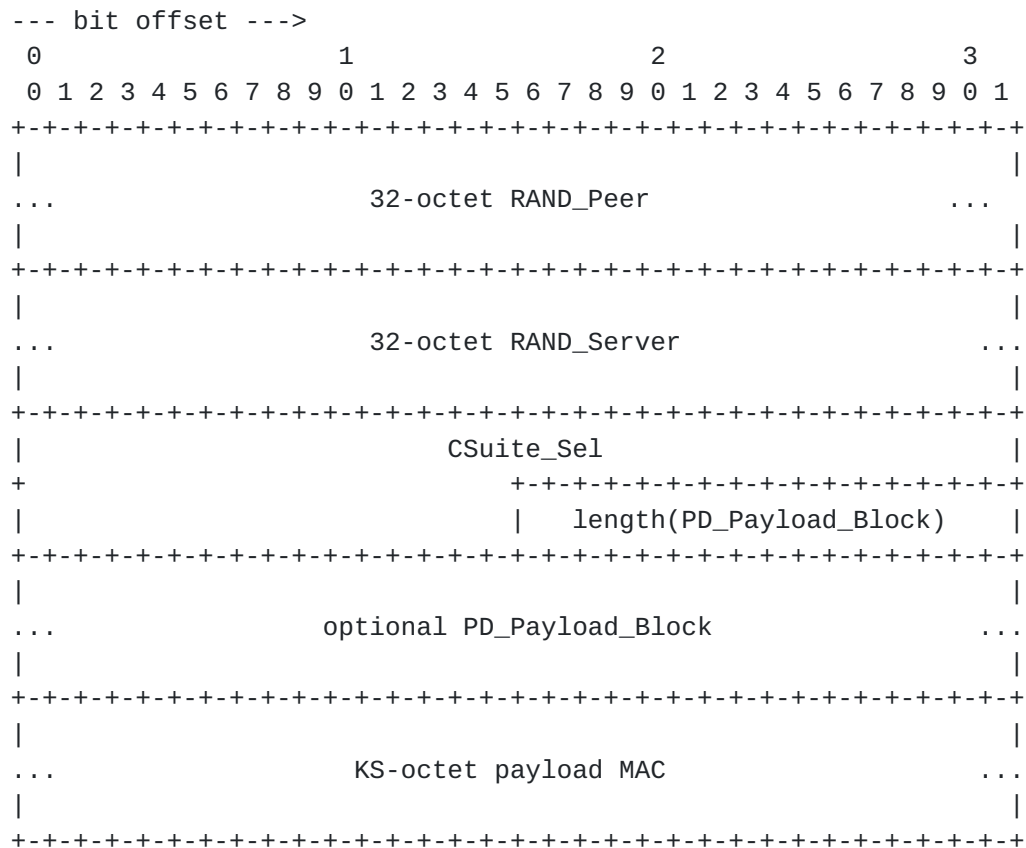 --- bit offset --->
 0                   1                   2                   3
 0 1 2 3 4 5 6 7 8 9 0 1 2 3 4 5 6 7 8 9 0 1 2 3 4 5 6 7 8 9 0 1
+-+-+-+-+-+-+-+-+-+-+-+-+-+-+-+-+-+-+-+-+-+-+-+-+-+-+-+-+-+-+-+-+
|                                                               |
...                    32-octet RAND_Peer                   ...
|                                                               |
+-+-+-+-+-+-+-+-+-+-+-+-+-+-+-+-+-+-+-+-+-+-+-+-+-+-+-+-+-+-+-+-+
|                                                               |
...                    32-octet RAND_Server                   ...
|                                                               |
+-+-+-+-+-+-+-+-+-+-+-+-+-+-+-+-+-+-+-+-+-+-+-+-+-+-+-+-+-+-+-+-+
|                           CSuite_Sel                          |
+                               +-+-+-+-+-+-+-+-+-+-+-+-+-+-+-+-+
|                               |   length(PD_Payload_Block)    |
+-+-+-+-+-+-+-+-+-+-+-+-+-+-+-+-+-+-+-+-+-+-+-+-+-+-+-+-+-+-+-+-+
|                                                               |
...                 optional PD_Payload_Block                 ...
|                                                               |
+-+-+-+-+-+-+-+-+-+-+-+-+-+-+-+-+-+-+-+-+-+-+-+-+-+-+-+-+-+-+-+-+
|                                                               |
...                   KS-octet payload MAC                    ...
|                                                               |
+-+-+-+-+-+-+-+-+-+-+-+-+-+-+-+-+-+-+-+-+-+-+-+-+-+-+-+-+-+-+-+-+